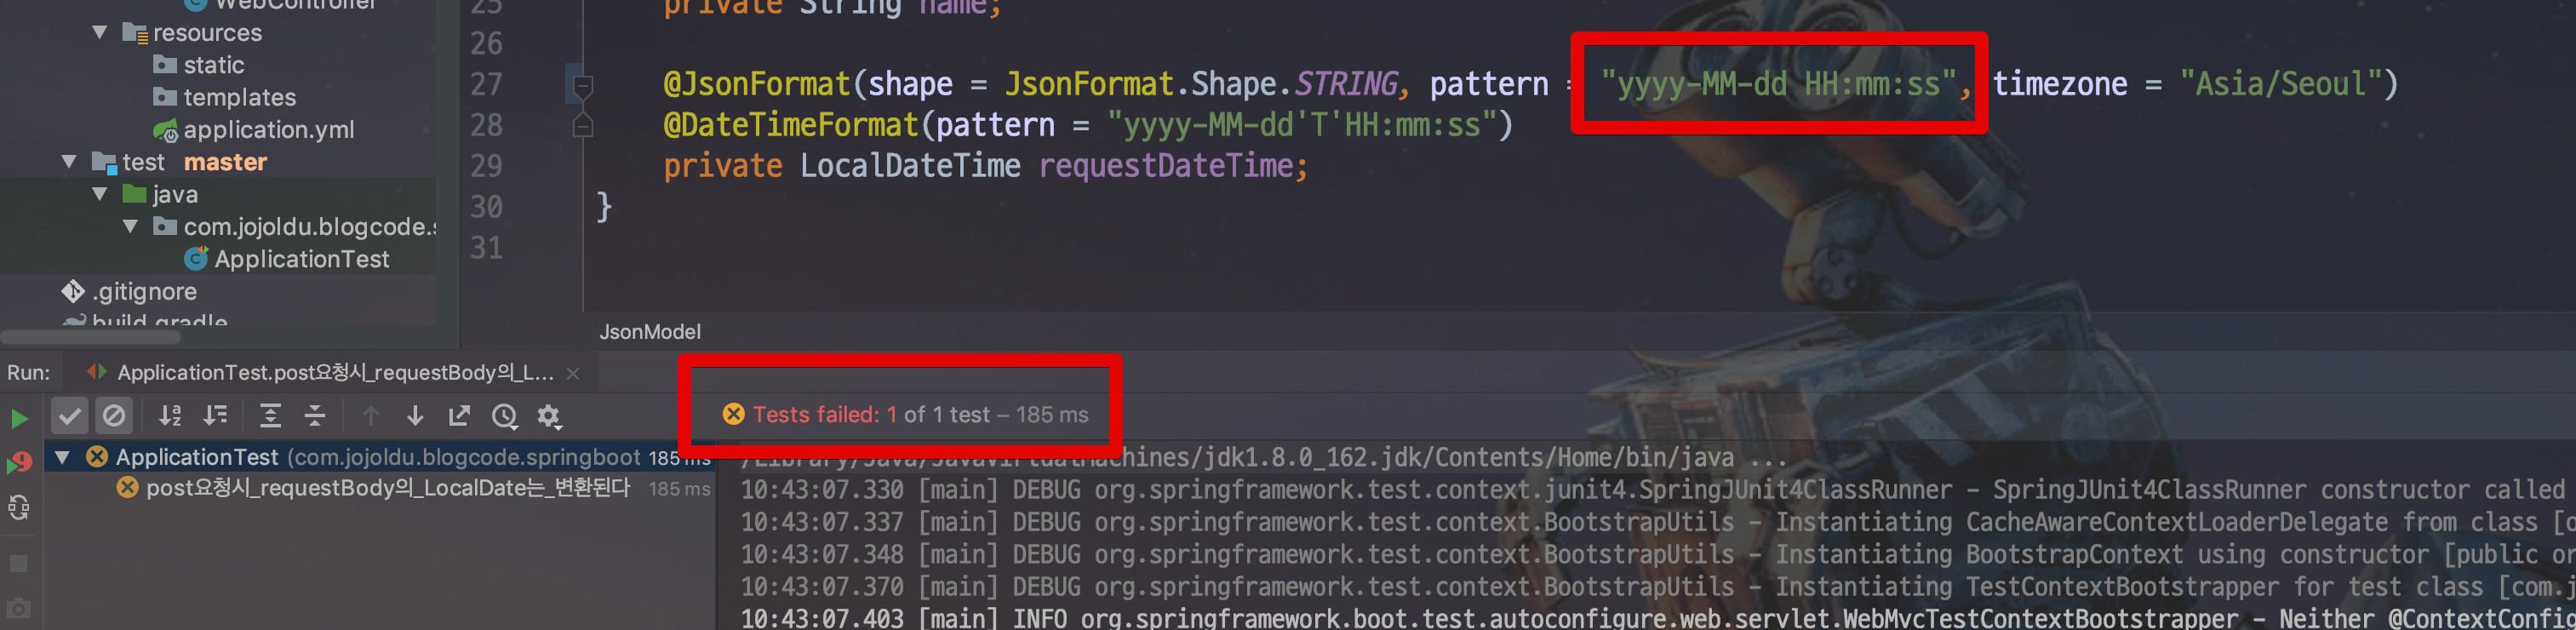 WebController
resources
static
templates
application.yml
test master
java
com.jojoldu.blogcode.s
ApplicationTest
.gitignore
build.gradle
25 private String name;
26
27 @JsonFormat(shape = JsonFormat.Shape.STRING, pattern = "yyyy-MM-dd HH:mm:ss", timezone = "Asia/Seoul")
28 @DateTimeFormat(pattern = "yyyy-MM-dd'T'HH:mm:ss")
29 private LocalDateTime requestDateTime;
30 }
31
JsonModel
Run: ApplicationTest.post요청시_requestBody의_L...
Tests failed: 1 of 1 test – 185 ms
ApplicationTest (com.jojoldu.blogcode.springboot 185 ms
post요청시_requestBody의_LocalDate는_변환된다 185 ms
/Library/Java/JavaVirtualMachines/jdk1.8.0_162.jdk/Contents/Home/bin/java ...
10:43:07.330 [main] DEBUG org.springframework.test.context.junit4.SpringJUnit4ClassRunner - SpringJUnit4ClassRunner constructor called
10:43:07.337 [main] DEBUG org.springframework.test.context.BootstrapUtils - Instantiating CacheAwareContextLoaderDelegate from class [o
10:43:07.348 [main] DEBUG org.springframework.test.context.BootstrapUtils - Instantiating BootstrapContext using constructor [public or
10:43:07.370 [main] DEBUG org.springframework.test.context.BootstrapUtils - Instantiating TestContextBootstrapper for test class [com.j
10:43:07.403 [main] INFO org.springframework.boot.test.autoconfigure.web.servlet.WebMvcTestContextBootstrapper - Neither @ContextConfig